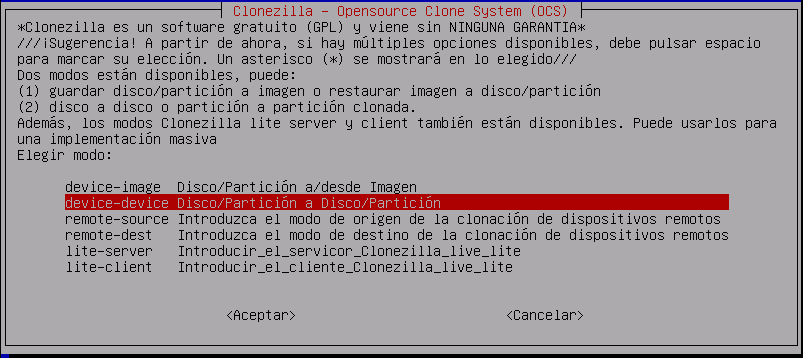 Clonezilla - Opensource Clone System (OCS)
*Clonezilla es un software gratuito (GPL) y viene sin NINGUNA GARANTIA*
///¡Sugerencia! A partir de ahora, si hay múltiples opciones disponibles, debe pulsar espacio
para marcar su elección. Un asterisco (*) se mostrará en lo elegido///
Dos modos están disponibles, puede:
(1) guardar disco/partición a imagen o restaurar imagen a disco/partición
(2) disco a disco o partición a partición clonada.
Además, los modos Clonezilla lite server y client también están disponibles. Puede usarlos para
una implementación masiva
Elegir modo:
device-image Disco/Partición a/desde Imagen
device-device Disco/Partición a Disco/Partición
remote-source Introduzca el modo de origen de la clonación de dispositivos remotos
remote-dest Introduzca el modo de destino de la clonación de dispositivos remotos
lite-server Introducir_el_servicor_Clonezilla_live_lite
lite-client Introducir_el_cliente_Clonezilla_live_lite
<Aceptar> <Cancelar>